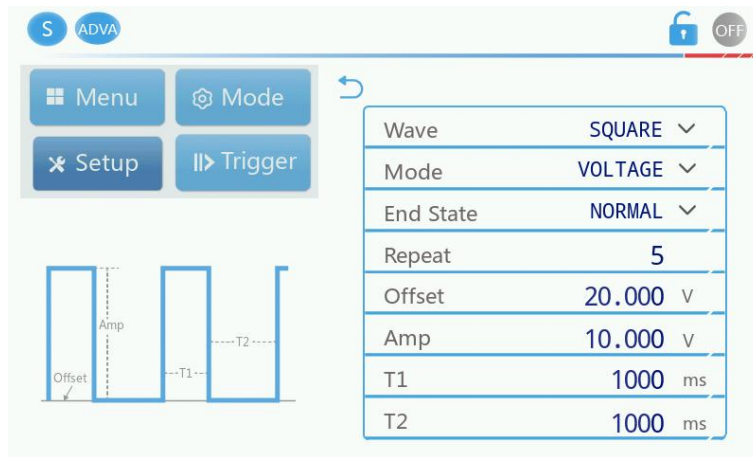 S ADVA OFF
Menu Mode
Setup Trigger
Wave SQUARE
Mode VOLTAGE
End State NORMAL
Repeat 5
Offset 20.000 V
Amp 10.000 V
T1 1000 ms
T2 1000 ms
Amp
T2
T1
Offset